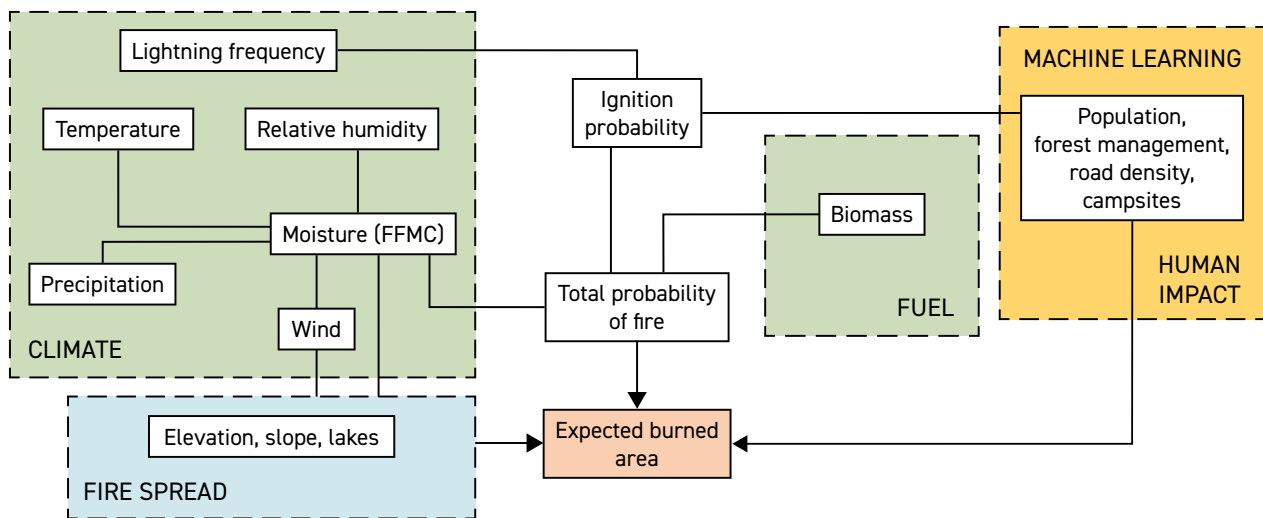 Lightning frequency
Temperature
Relative humidity
Moisture (FFMC)
Precipitation
Wind
CLIMATE
Ignition
probability
MACHINE LEARNING
Population,
forest management,
road density,
campsites
HUMAN
IMPACT
Biomass
FUEL
Total probability
of fire
Elevation, slope, lakes
FIRE SPREAD
Expected burned
area